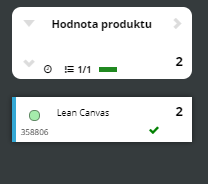 Hodnota produktu
1/1 2
Lean Canvas 2
358806